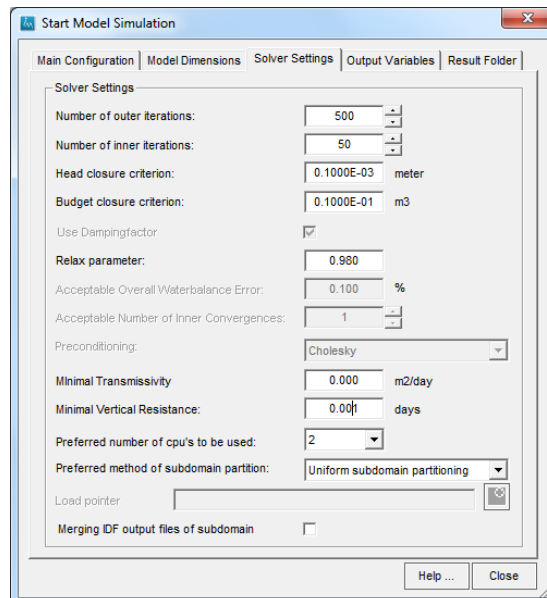 Start Model Simulation
Main Configuration Model Dimensions Solver Settings Output Variables Result Folder
Solver Settings
Number of outer iterations: 500
Number of inner iterations: 50
Head closure criterion: 0.1000E-03 meter
Budget closure criterion: 0.1000E-01 m3
Use Dampingfactor
Relax parameter: 0.980
Acceptable Overall Waterbalance Error: 0.100 %
Acceptable Number of Inner Convergences: 1
Preconditioning: Cholesky
MInimal Transmissivity 0.000 m2/day
Minimal Vertical Resistance: 0.001 days
Preferred number of cpu's to be used: 2
Preferred method of subdomain partition: Uniform subdomain partitioning
Load pointer
Merging IDF output files of subdomain
Help ... Close